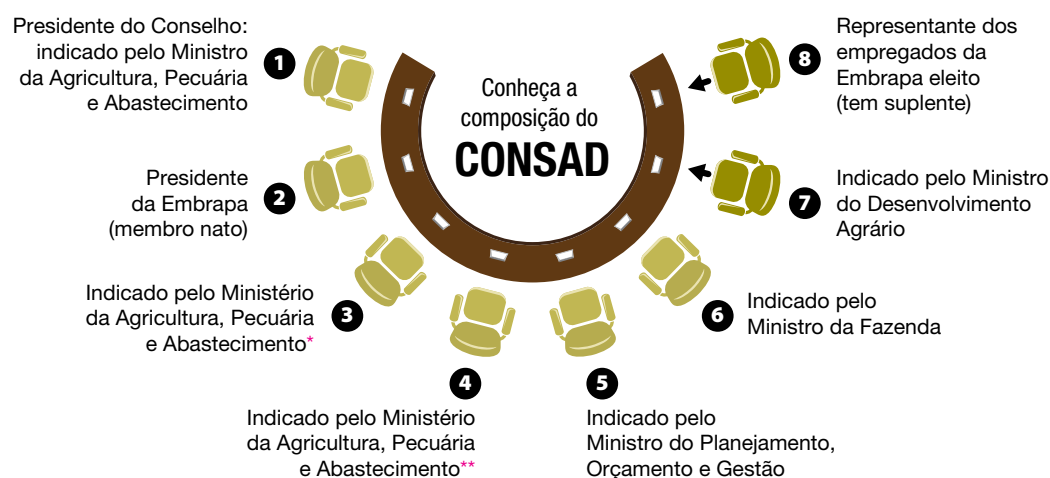 Conheça a
composição do
CONSAD
1
Presidente do Conselho:
indicado pelo Ministro
da Agricultura, Pecuária
e Abastecimento
2
Presidente
da Embrapa
(membro nato)
3
Indicado pelo Ministério
da Agricultura, Pecuária
e Abastecimento*
4
Indicado pelo Ministério
da Agricultura, Pecuária
e Abastecimento**
5
Indicado pelo
Ministro do Planejamento,
Orçamento e Gestão
6
Indicado pelo
Ministro da Fazenda
7
Indicado pelo Ministro
do Desenvolvimento
Agrário
8
Representante dos
empregados da
Embrapa eleito
(tem suplente)